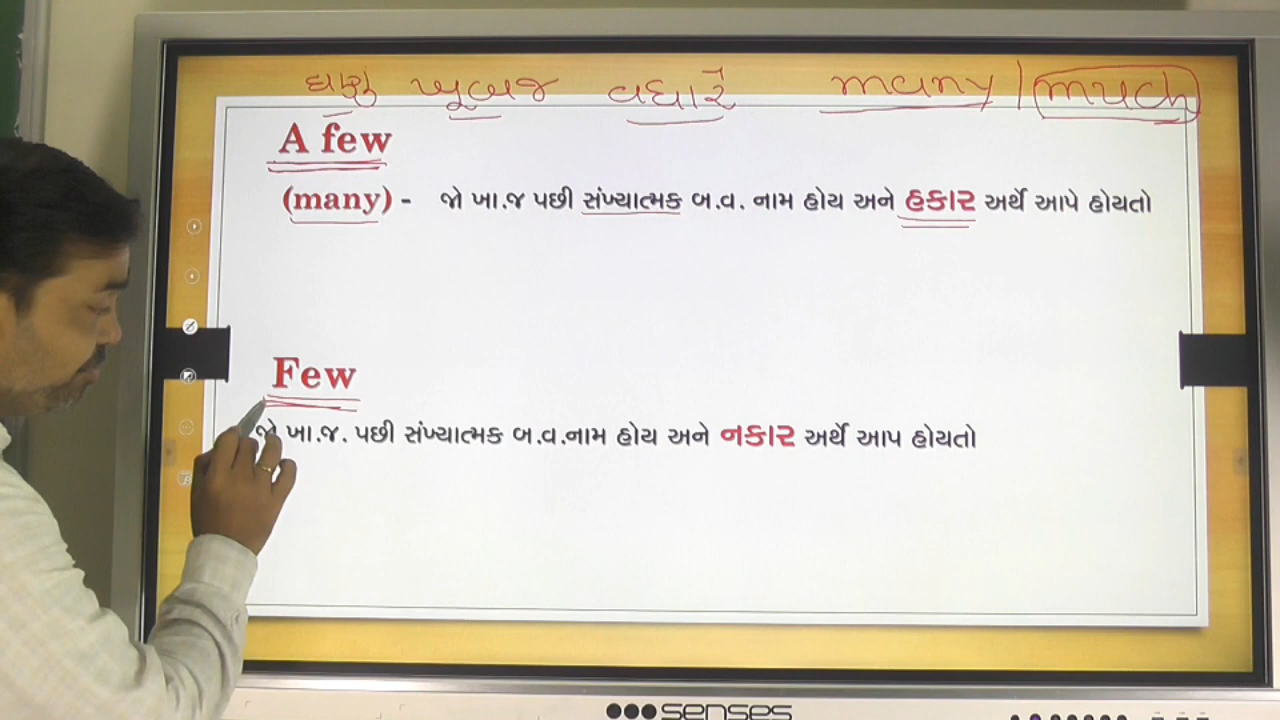 ઘણું ખૂબજ વધારે many | much
A few
(many) - જો ખા.જ પછી સંખ્યાત્મક બ.વ. નામ હોય અને હકાર અર્થે આપે હોયતો
Few
જો ખા.જ. પછી સંખ્યાત્મક બ.વ.નામ હોય અને નકાર અર્થે આપ હોયતો
senses